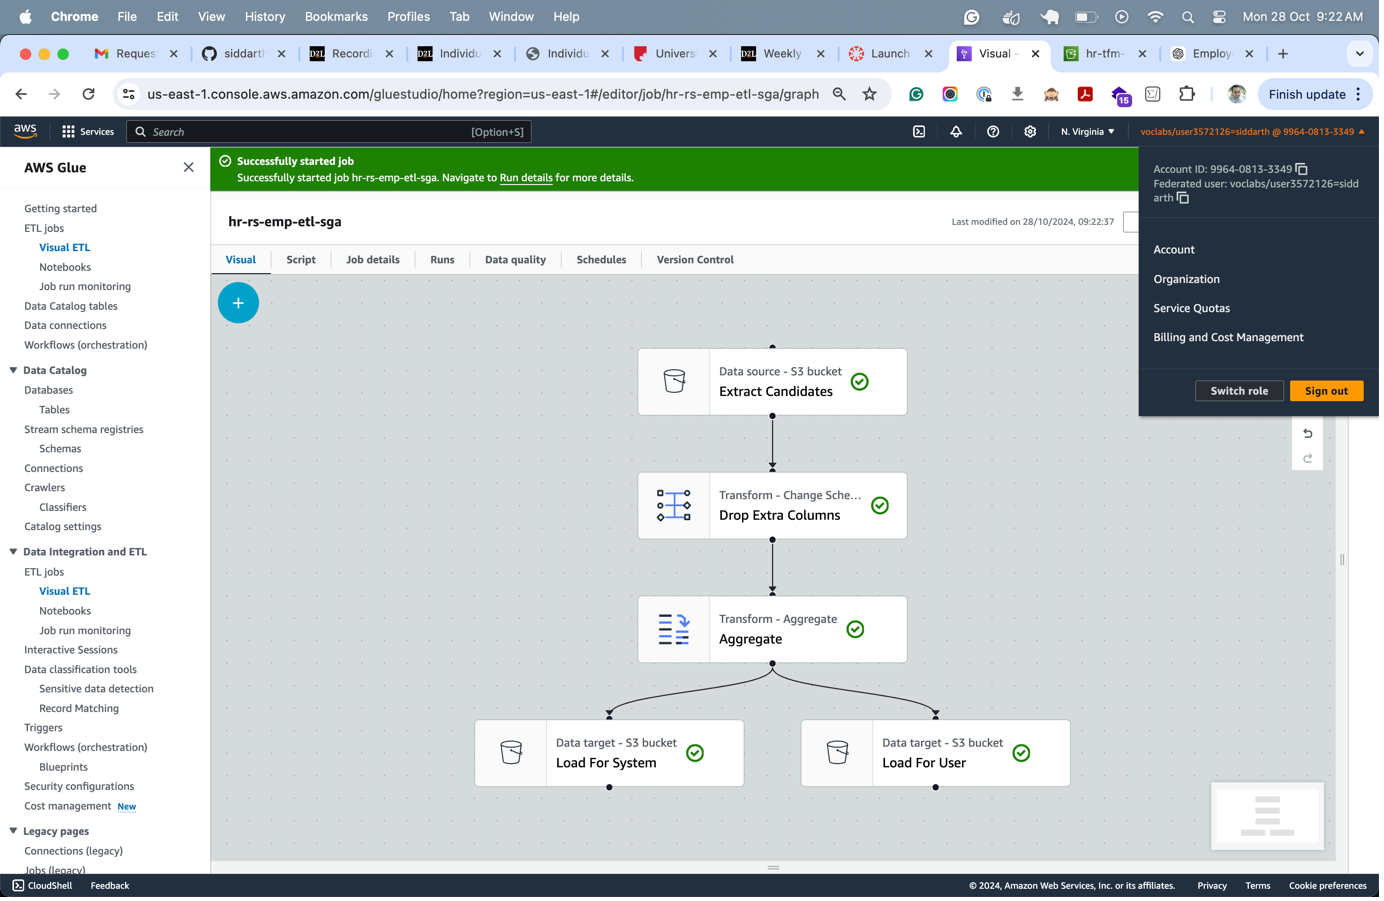 Chrome File Edit View History Bookmarks Profiles Tab Window Help Mon 28 Oct 9:22 AM
Reques siddart Recordi Individu Individu Univers Weekly Launch Visual - hr-tfm- Employ
us-east-1.console.aws.amazon.com/gluestudio/home?region=us-east-1#/editor/job/hr-rs-emp-etl-sga/graph 15 Finish update
aws Services Search [Option+S] N. Virginia voclabs/user3572126=siddarth @ 9964-0813-3349
AWS Glue
Getting started
ETL jobs
Visual ETL
Notebooks
Job run monitoring
Data Catalog tables
Data connections
Workflows (orchestration)
Data Catalog
Databases
Tables
Stream schema registries
Schemas
Connections
Crawlers
Classifiers
Catalog settings
Data Integration and ETL
ETL jobs
Visual ETL
Notebooks
Job run monitoring
Interactive Sessions
Data classification tools
Sensitive data detection
Record Matching
Triggers
Workflows (orchestration)
Blueprints
Security configurations
Cost management New
Legacy pages
Connections (legacy)
Jobs (legacy)
Successfully started job
Successfully started job hr-rs-emp-etl-sga. Navigate to Run details for more details.
hr-rs-emp-etl-sga
Last modified on 28/10/2024, 09:22:37
Visual Script Job details Runs Data quality Schedules Version Control
Data source - S3 bucket
Extract Candidates
Transform - Change Sche...
Drop Extra Columns
Transform - Aggregate
Aggregate
Data target - S3 bucket
Load For System
Data target - S3 bucket
Load For User
Account ID: 9964-0813-3349
Federated user: voclabs/user3572126=sidd
arth
Account
Organization
Service Quotas
Billing and Cost Management
Switch role Sign out
CloudShell Feedback © 2024, Amazon Web Services, Inc. or its affiliates. Privacy Terms Cookie preferences